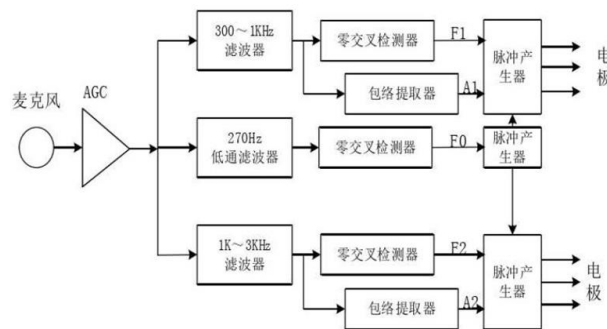 麦克风
AGC
300～1KHz
滤波器
零交叉检测器
F1
包络提取器
A1
脉冲产
生器
电
极
270Hz
低通滤波器
零交叉检测器
F0
脉冲产
生器
1K～3KHz
滤波器
零交叉检测器
F2
包络提取器
A2
脉冲产
生器
电
极